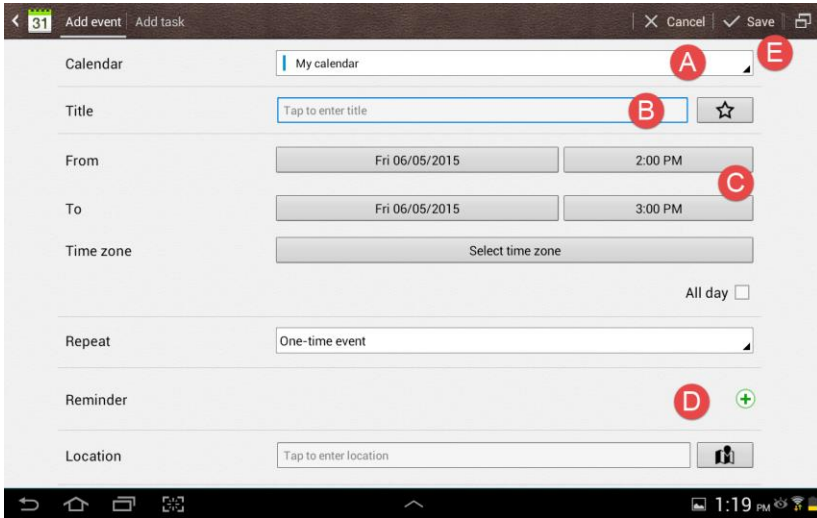 31 Add event Add task Cancel Save
E
Calendar My calendar A
Title Tap to enter title B
From Fri 06/05/2015 2:00 PM
C
To Fri 06/05/2015 3:00 PM
Time zone Select time zone
All day
Repeat One-time event
Reminder D
Location Tap to enter location
1:19 PM